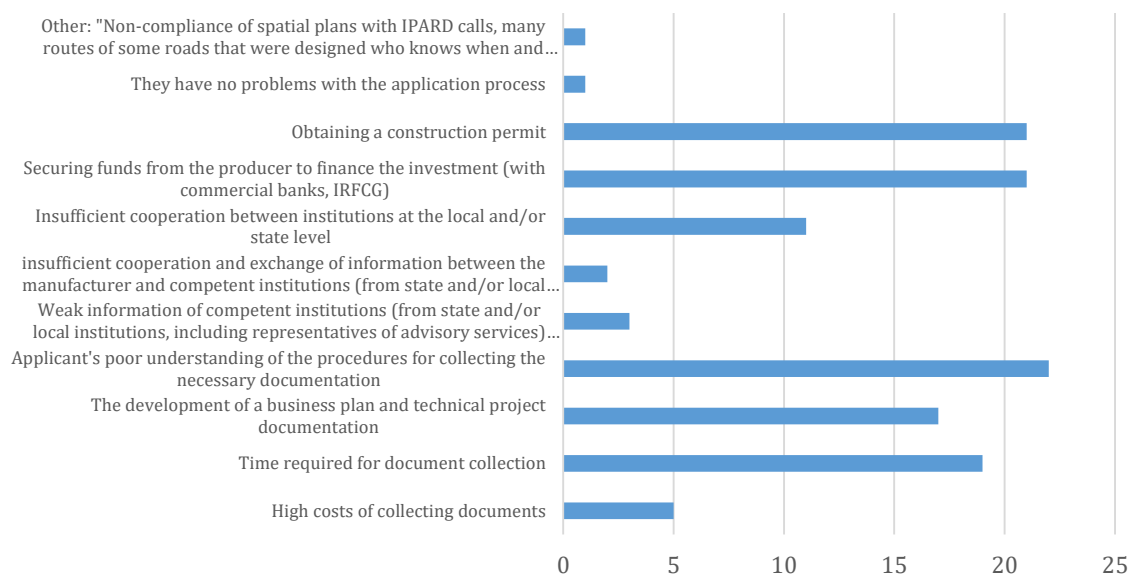 Other: "Non-compliance of spatial plans with IPARD calls, many
routes of some roads that were designed who knows when and…
They have no problems with the application process
Obtaining a construction permit
Securing funds from the producer to finance the investment (with
commercial banks, IRFCG)
Insufficient cooperation between institutions at the local and/or
state level
insufficient cooperation and exchange of information between the
manufacturer and competent institutions (from state and/or local…
Weak information of competent institutions (from state and/or
local institutions, including representatives of advisory services)…
Applicant's poor understanding of the procedures for collecting the
necessary documentation
The development of a business plan and technical project
documentation
Time required for document collection
High costs of collecting documents
0 5 10 15 20 25